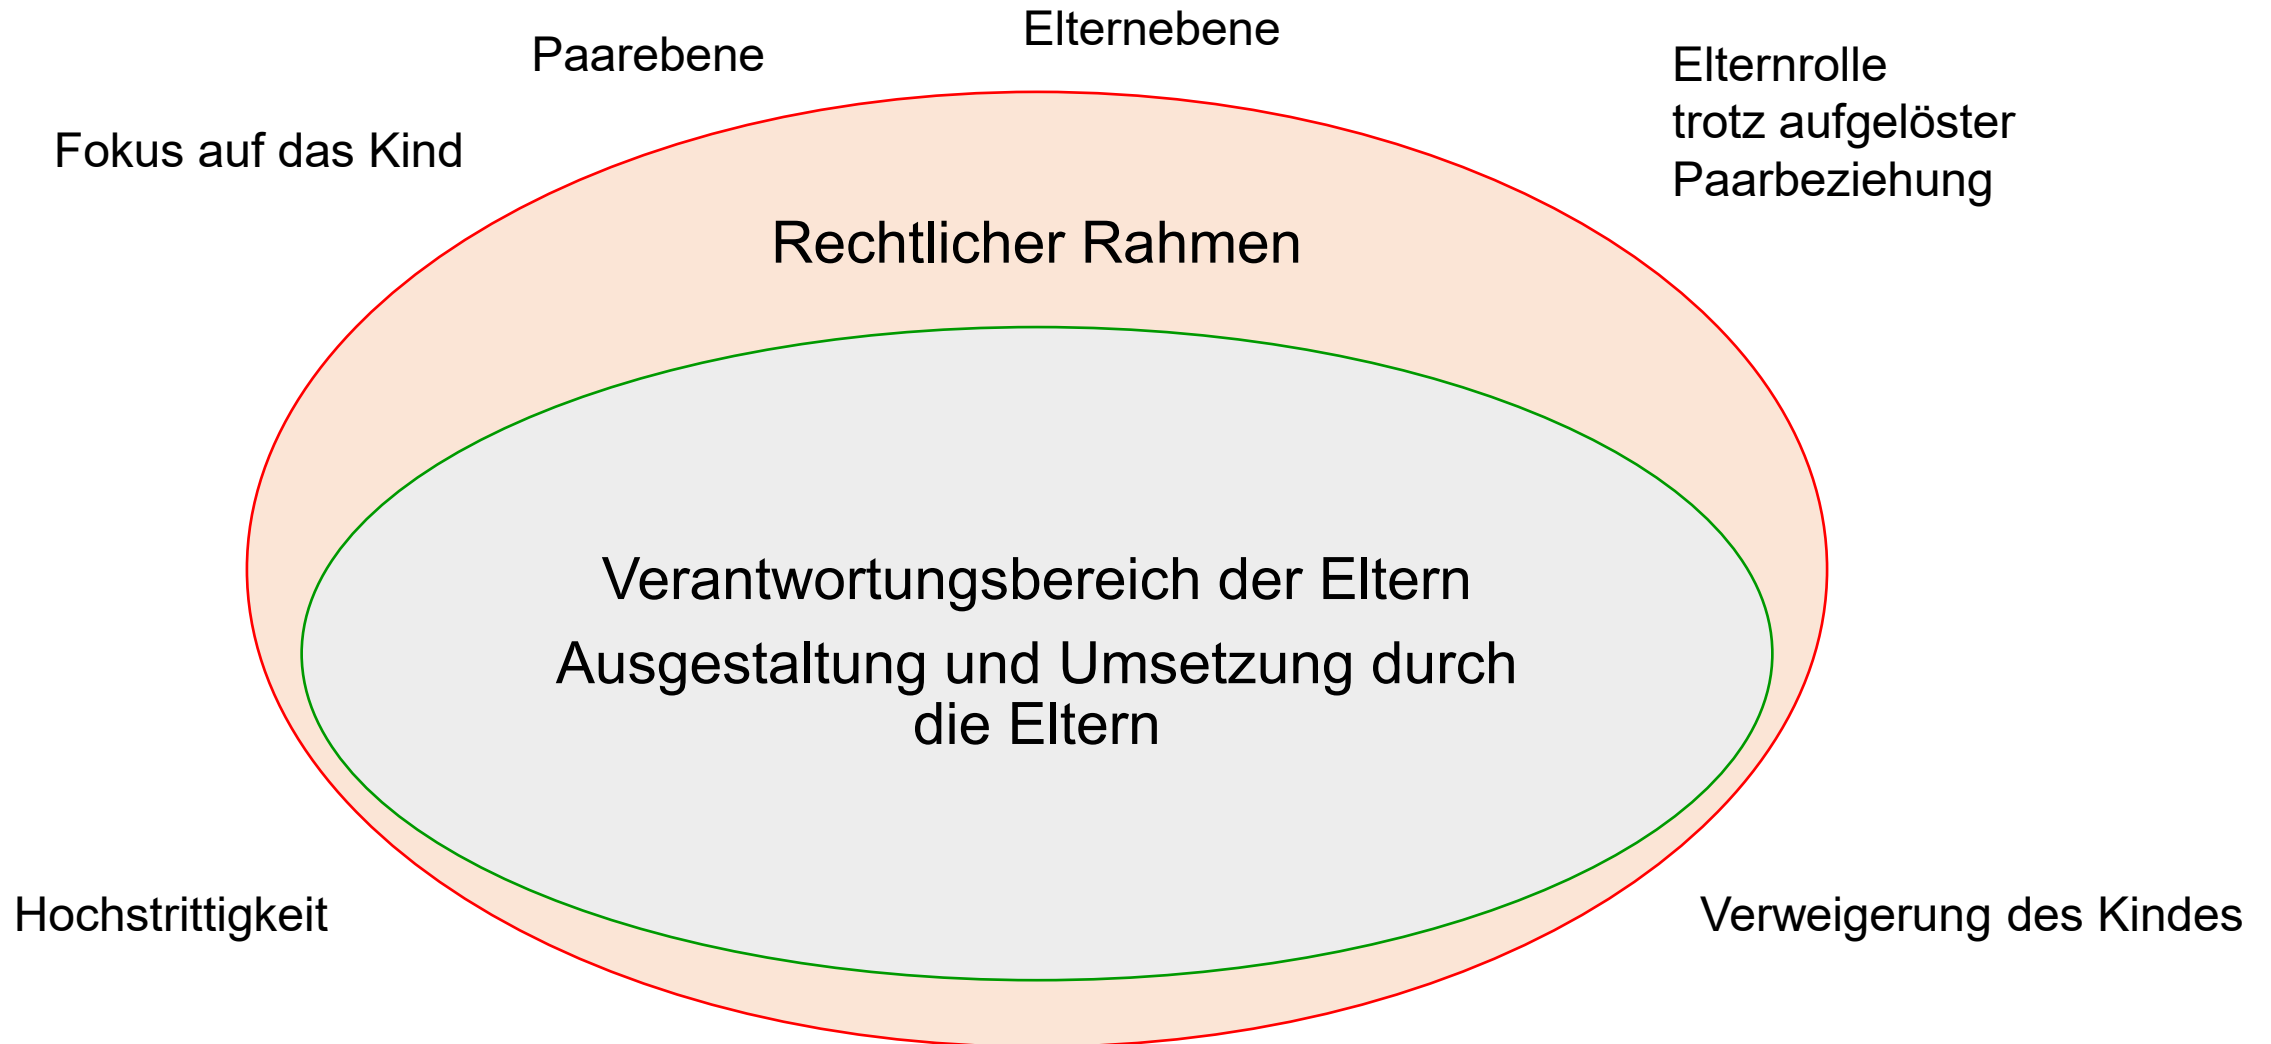 Elternebene
Paarebene
Elternrolle
trotz aufgelöster
Paarbeziehung
Fokus auf das Kind
Rechtlicher Rahmen
Verantwortungsbereich der Eltern
Ausgestaltung und Umsetzung durch
die Eltern
Hochstrittigkeit
Verweigerung des Kindes